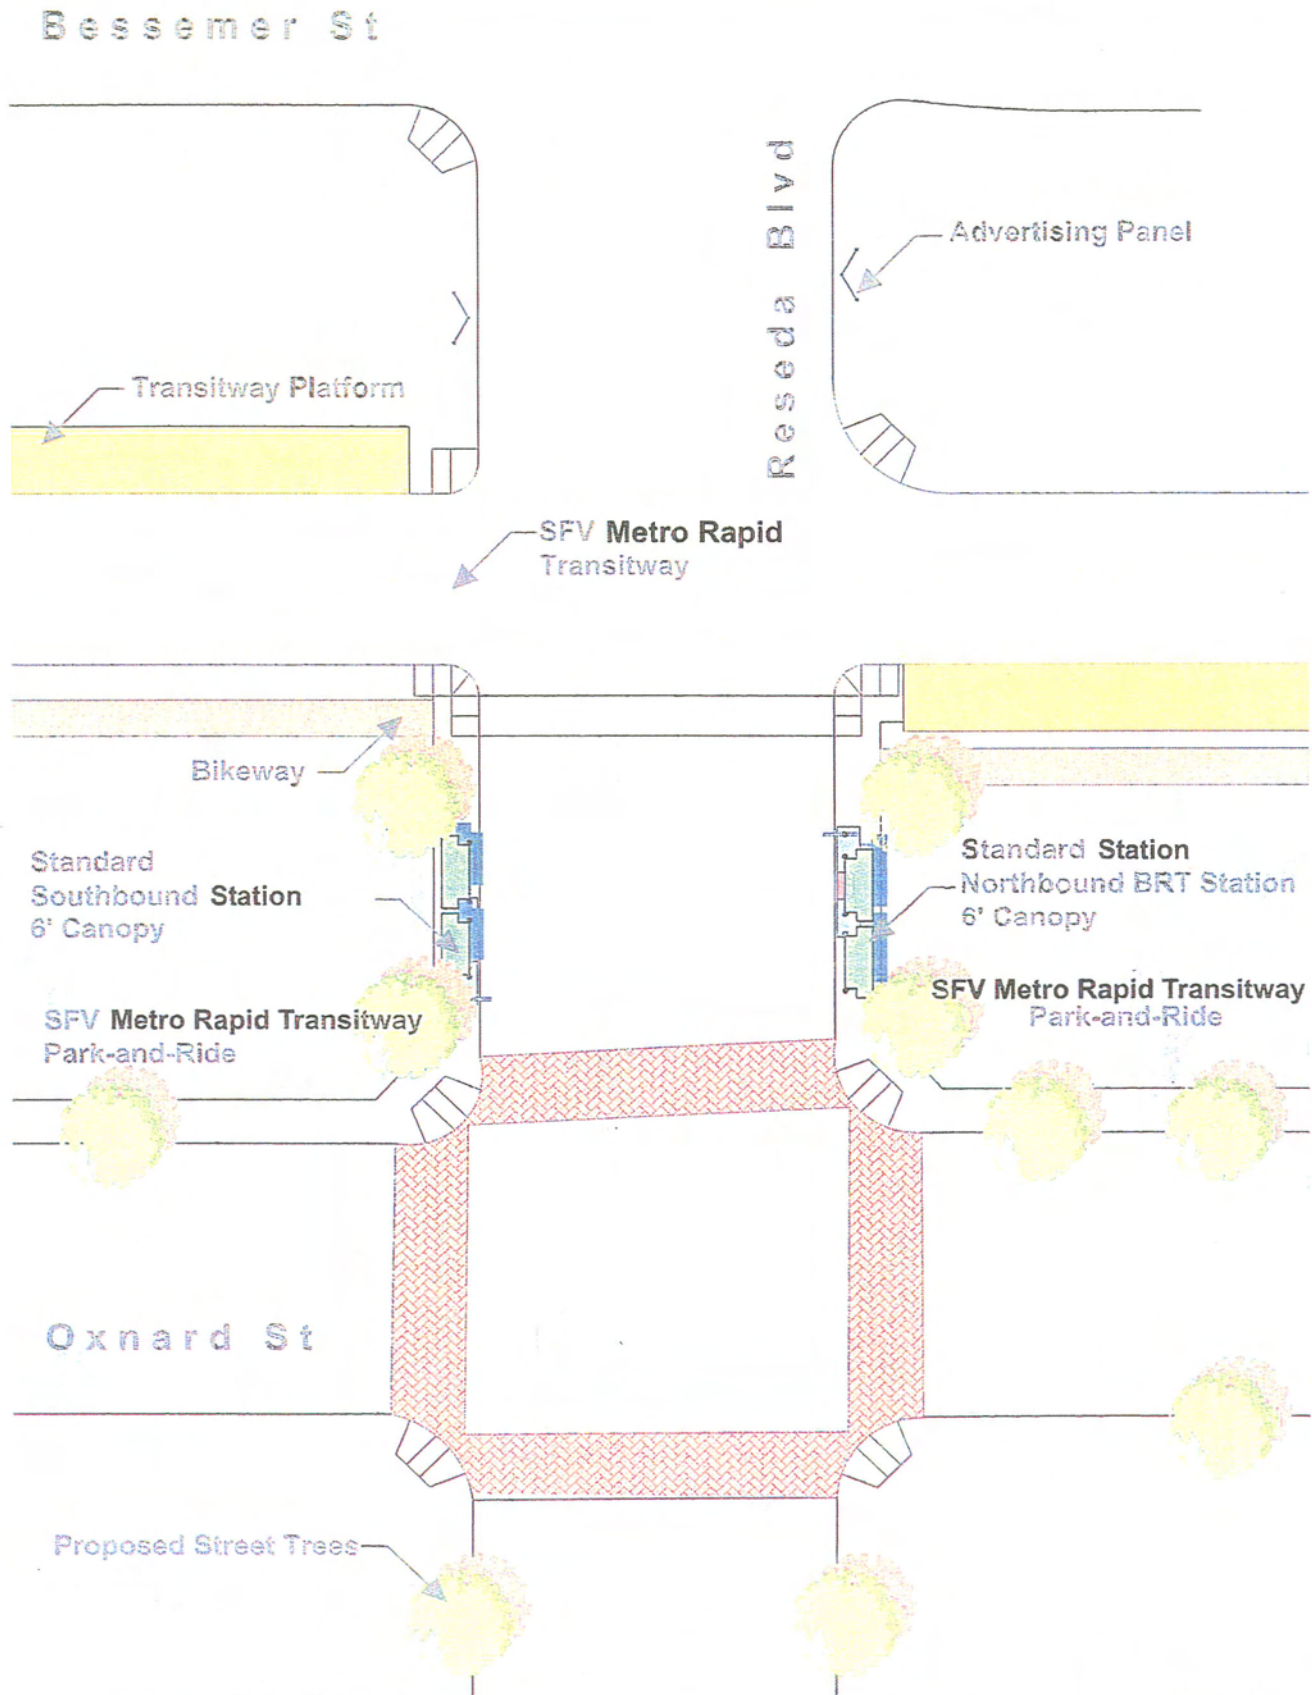 Bessemer St
Reseda Blvd
Advertising Panel
Transitway Platform
SFV Metro Rapid
Transitway
Bikeway
Standard
Southbound Station
6' Canopy
Standard Station
Northbound BRT Station
6' Canopy
SFV Metro Rapid Transitway
Park-and-Ride
SFV Metro Rapid Transitway
Park-and-Ride
Oxnard St
Proposed Street Trees